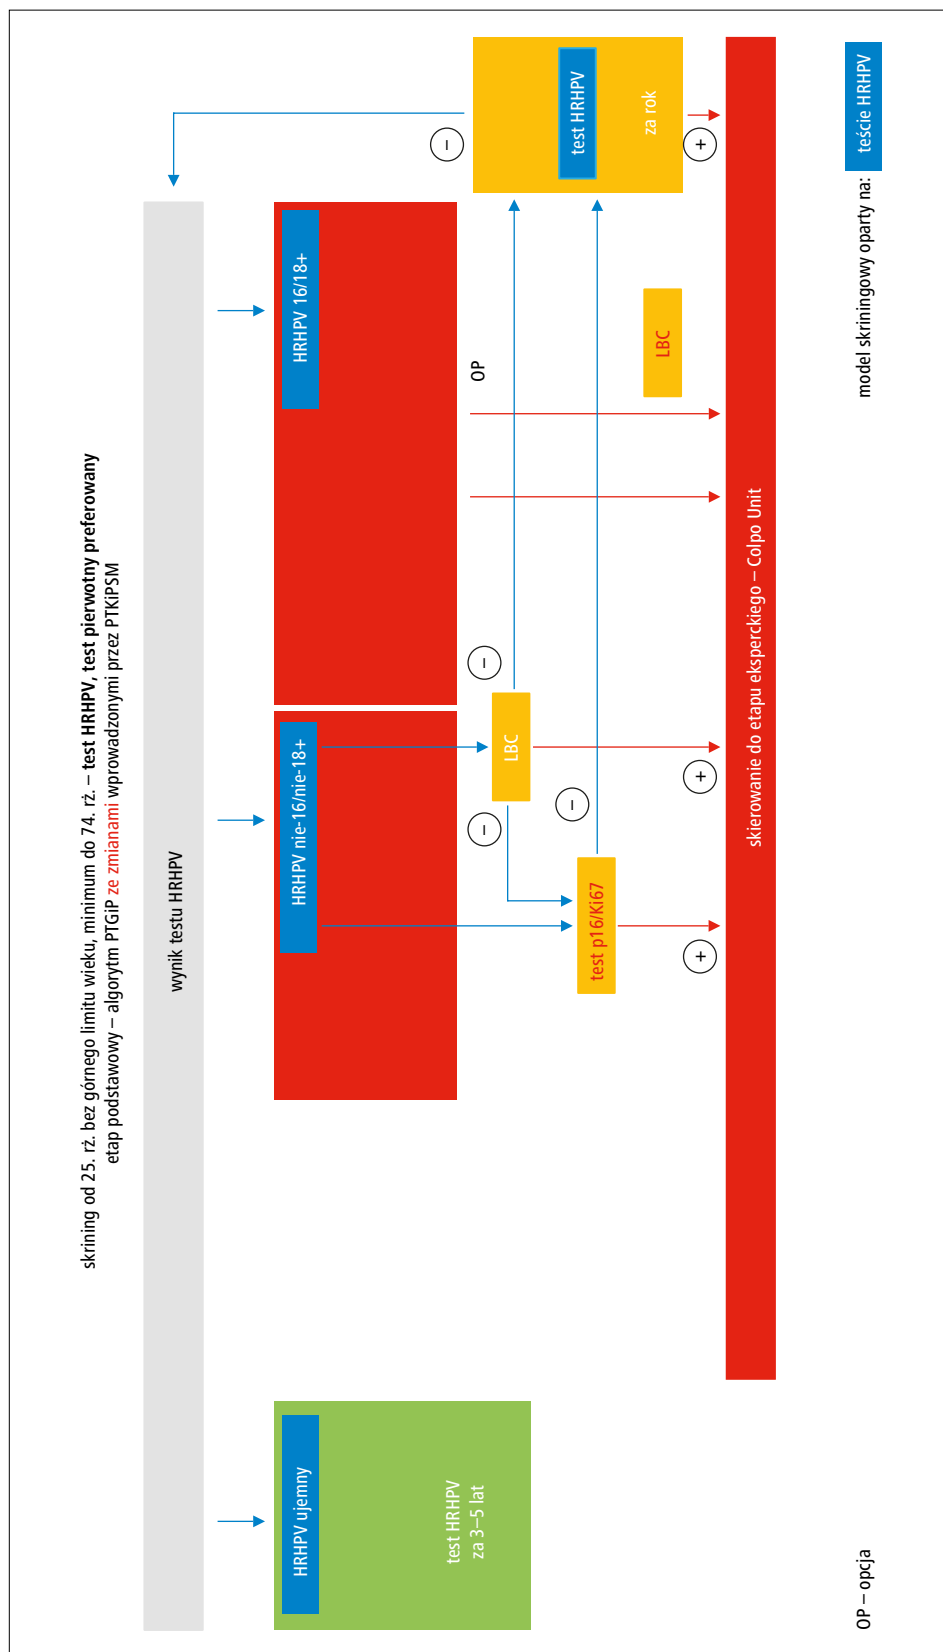 skrining od 25. rż. bez górnego limitu wieku, minimum do 74. rż. – test HRHPV, test pierwotny preferowany
etap podstawowy – algorytm PTGiP ze zmianami wprowadzonymi przez PTKiPSM
wynik testu HRHPV
HRHPV ujemny
test HRHPV
za 3–5 lat
HRHPV nie-16/nie-18+
HRHPV 16/18+
–
OP
–
–
LBC
–
test p16/Ki67
test HRHPV
za rok
LBC
+
+
+
skierowanie do etapu eksperckiego – Colpo Unit
OP – opcja
model skriningowy oparty na: teście HRHPV